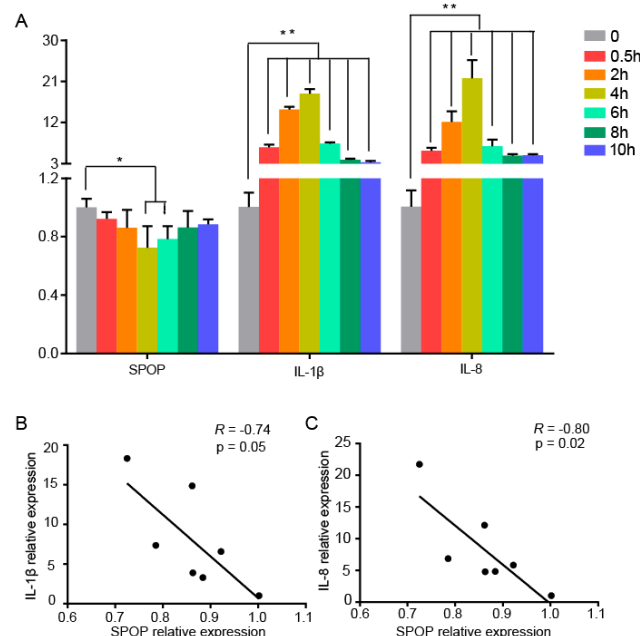 A
**
**
*
30
21
12
3
1.2
0.8
0.4
0.0
SPOP
IL-1β
IL-8
0
0.5h
2h
4h
6h
8h
10h
B
R = -0.74
p = 0.05
IL-1β relative expression
20
15
10
5
0
0.6 0.7 0.8 0.9 1.0 1.1
SPOP relative expression
C
R = -0.80
p = 0.02
IL-8 relative expression
25
20
15
10
5
0
0.6 0.7 0.8 0.9 1.0 1.1
SPOP relative expression